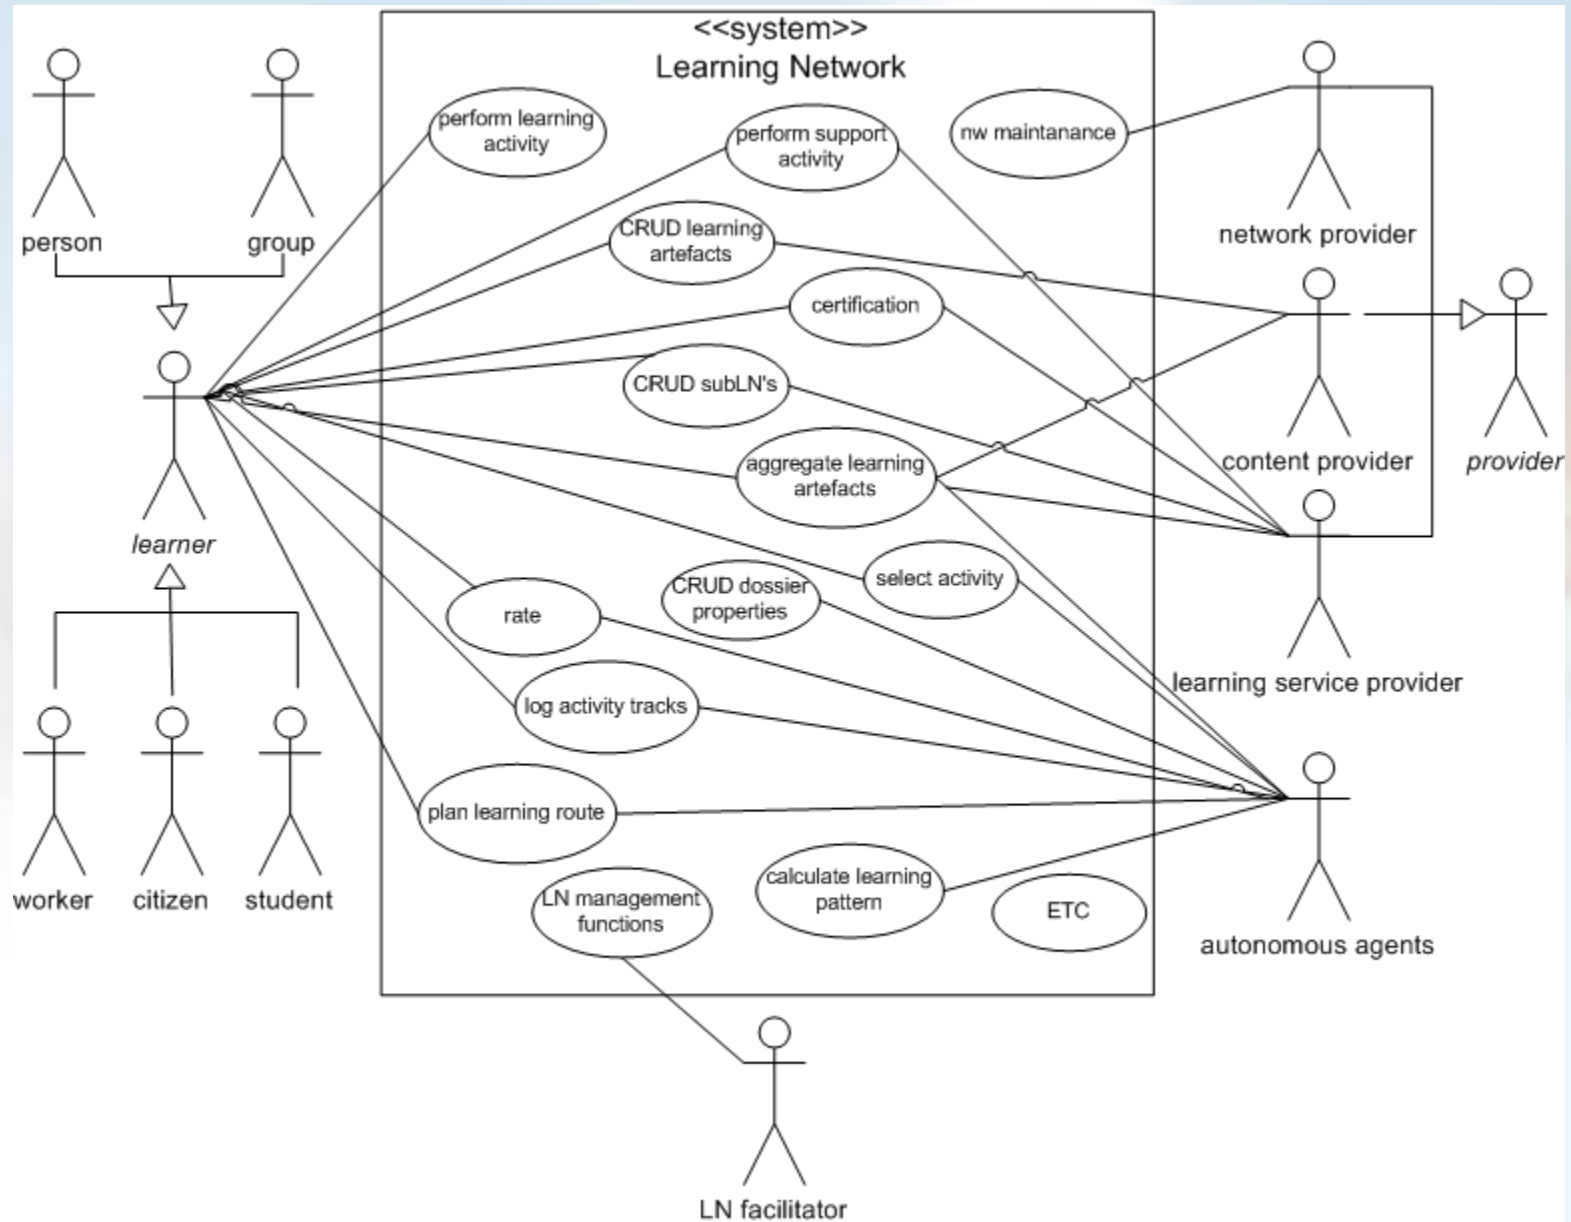 <<system>>
Learning Network
person
group
perform learning
activity
perform support
activity
nw maintanance
network provider
CRUD learning
artefacts
certification
CRUD subLN's
content provider
provider
aggregate learning
artefacts
learner
select activity
CRUD dossier
properties
rate
learning service provider
log activity tracks
plan learning route
worker
citizen
student
LN management
functions
calculate learning
pattern
ETC
autonomous agents
LN facilitator